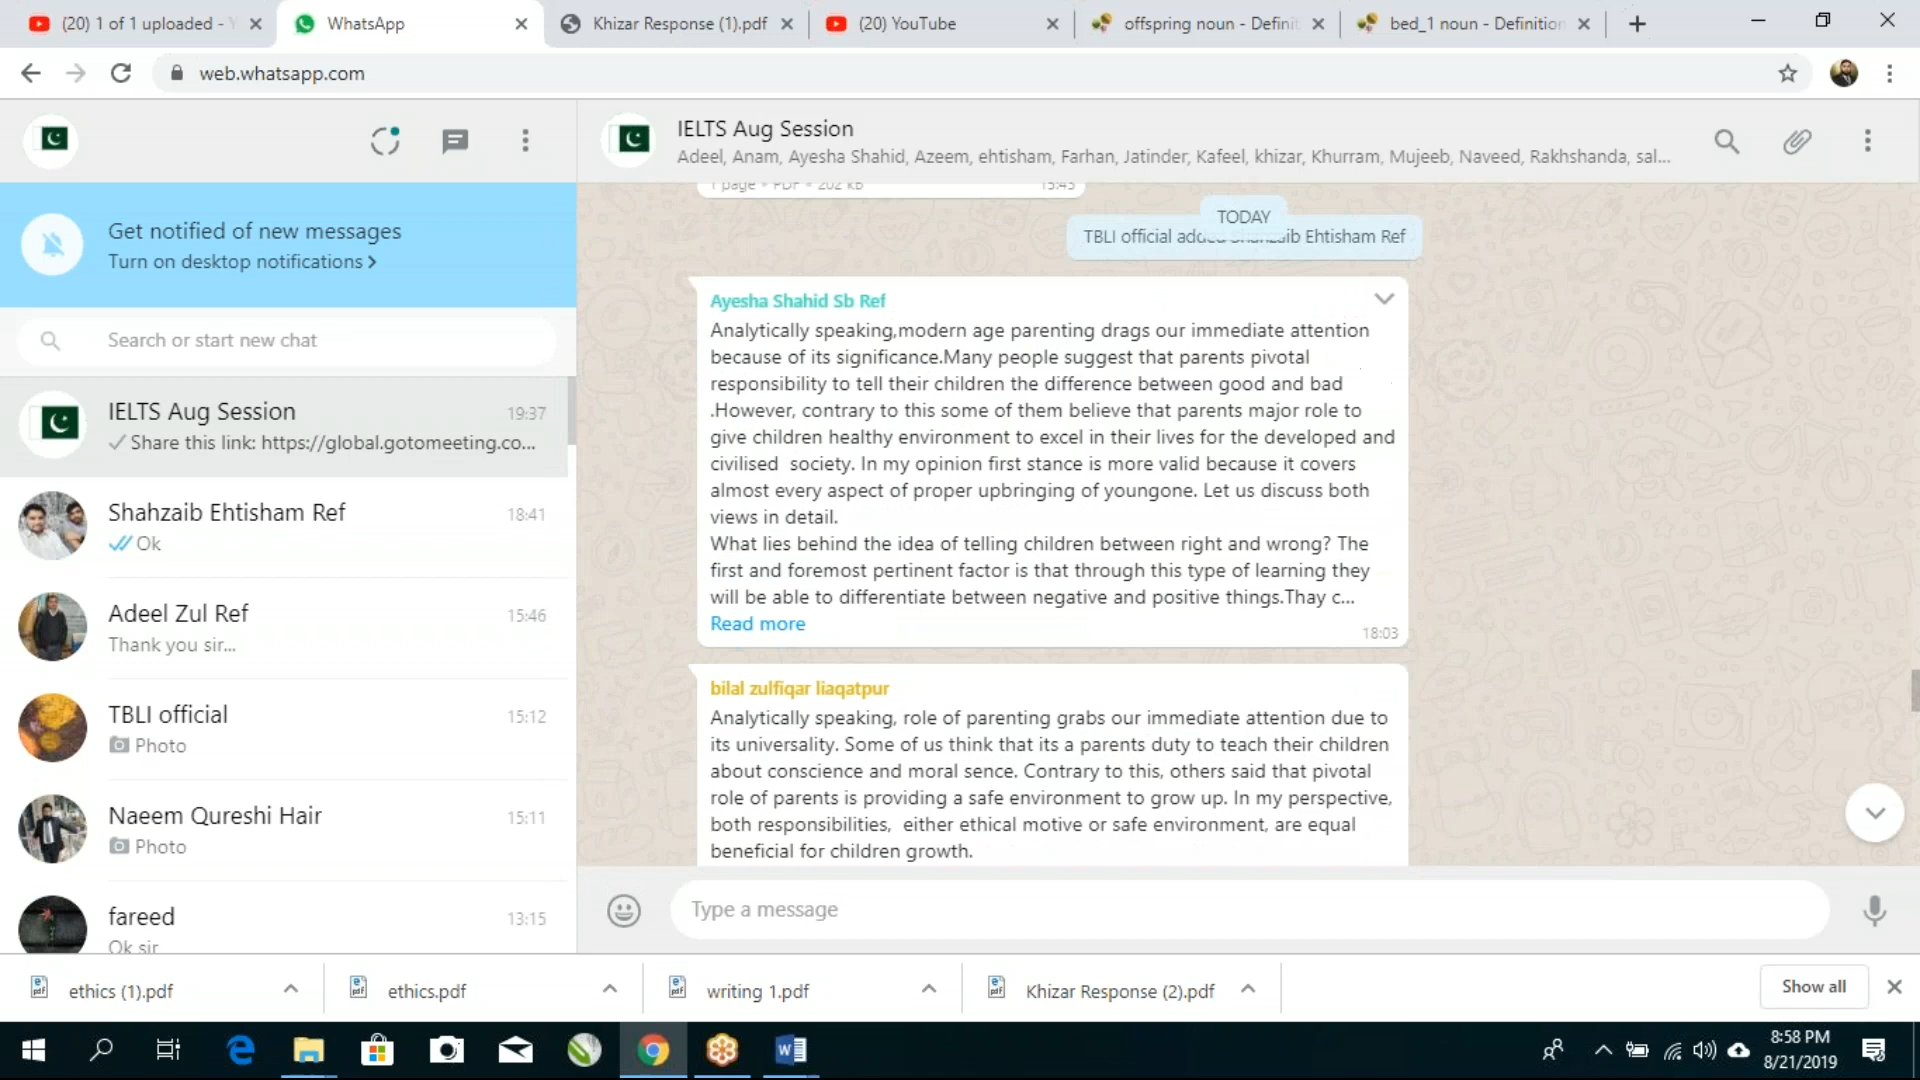 (20) 1 of 1 uploaded - Y
WhatsApp
Khizar Response (1).pdf
(20) YouTube
offspring noun - Definit
bed_1 noun - Definition
web.whatsapp.com
IELTS Aug Session
Adeel, Anam, Ayesha Shahid, Azeem, ehtisham, Farhan, Jatinder, Kafeel, khizar, Khurram, Mujeeb, Naveed, Rakhshanda, sal...
Get notified of new messages
Turn on desktop notifications >
Search or start new chat
IELTS Aug Session
19:37
Share this link: https://global.gotomeeting.co...
Shahzaib Ehtisham Ref
18:41
Ok
Adeel Zul Ref
15:46
Thank you sir...
TBLI official
15:12
Photo
Naeem Qureshi Hair
15:11
Photo
fareed
13:15
Ok sir
1 page • PDF • 202 kB
15:43
TODAY
TBLI official added Shahzaib Ehtisham Ref
Ayesha Shahid Sb Ref
Analytically speaking,modern age parenting drags our immediate attention
because of its significance.Many people suggest that parents pivotal
responsibility to tell their children the difference between good and bad
.However, contrary to this some of them believe that parents major role to
give children healthy environment to excel in their lives for the developed and
civilised  society. In my opinion first stance is more valid because it covers
almost every aspect of proper upbringing of youngone. Let us discuss both
views in detail.
What lies behind the idea of telling children between right and wrong? The
first and foremost pertinent factor is that through this type of learning they
will be able to differentiate between negative and positive things.Thay c...
Read more
18:03
bilal zulfiqar liaqatpur
Analytically speaking, role of parenting grabs our immediate attention due to
its universality. Some of us think that its a parents duty to teach their children
about conscience and moral sence. Contrary to this, others said that pivotal
role of parents is providing a safe environment to grow up. In my perspective,
both responsibilities,  either ethical motive or safe environment, are equal
beneficial for children growth.
Type a message
ethics (1).pdf
ethics.pdf
writing 1.pdf
Khizar Response (2).pdf
Show all
8:58 PM
8/21/2019